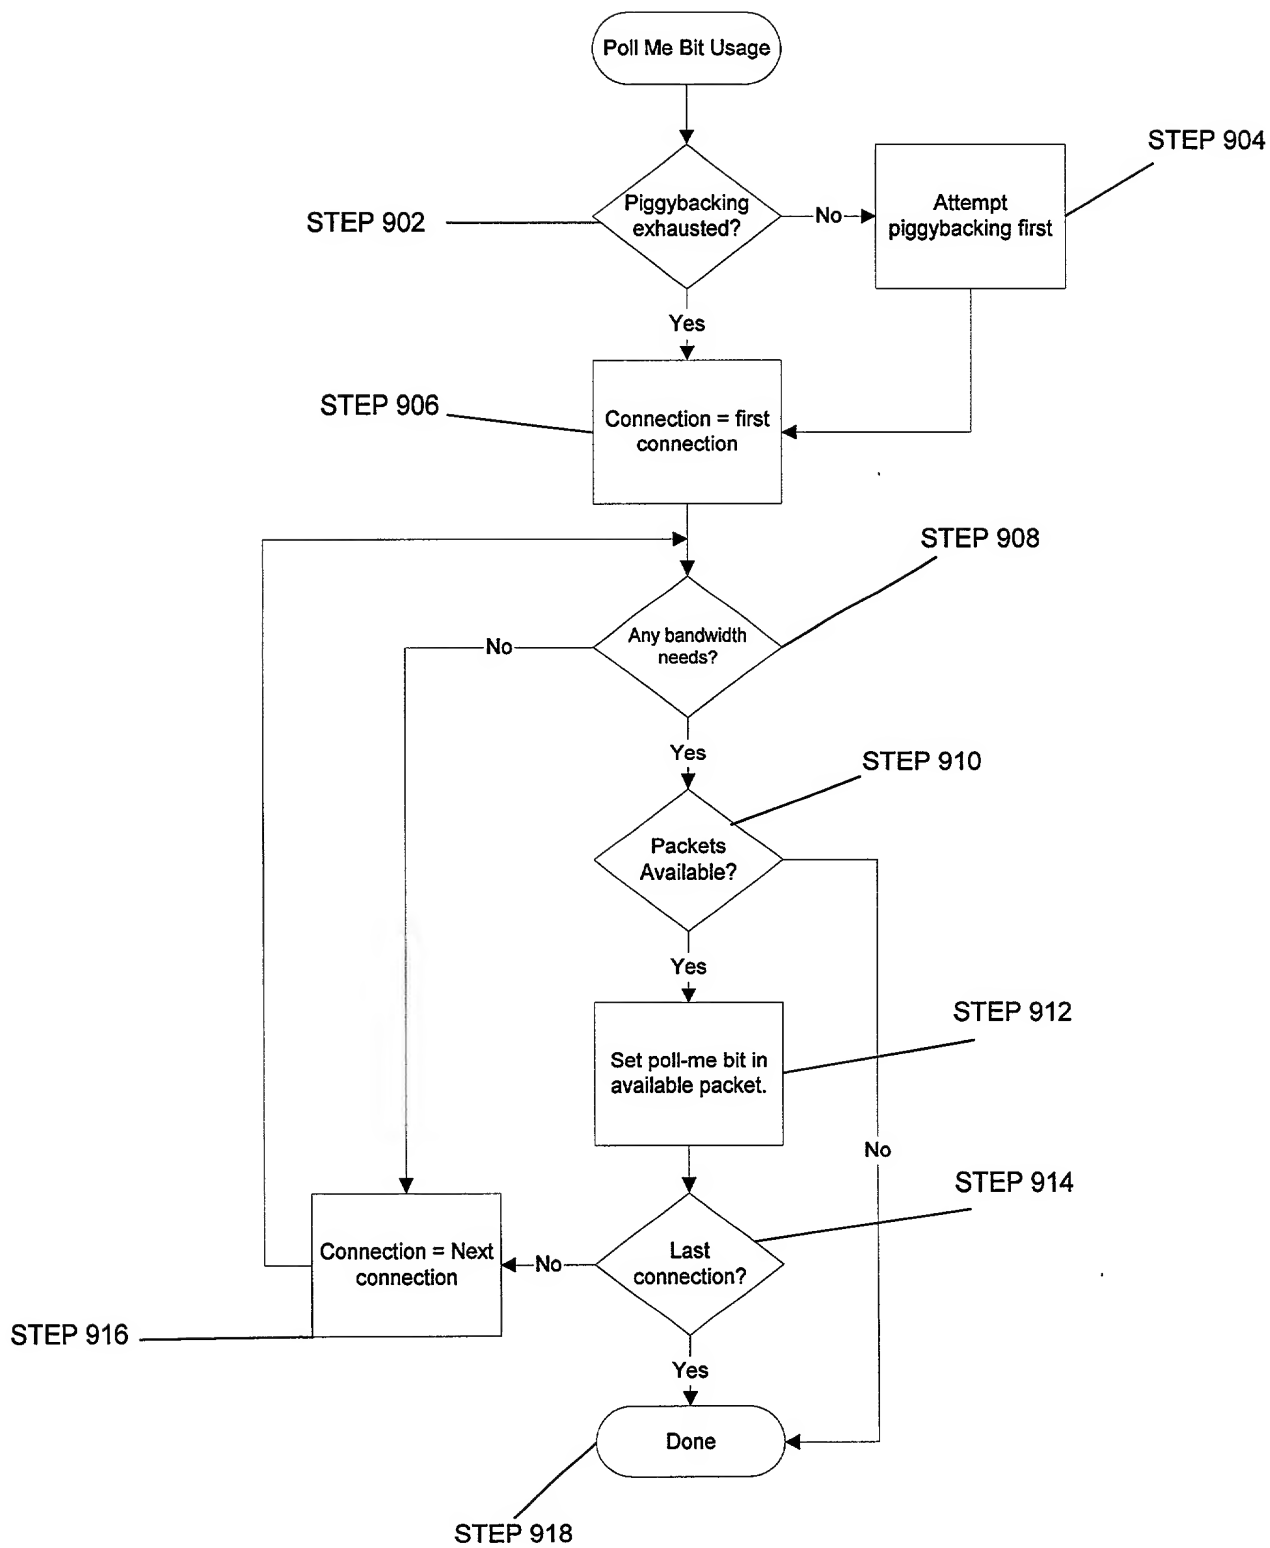 Poll Me Bit Usage
STEP 904
Piggybacking
exhausted?
No
Attempt
piggybacking first
STEP 902
Yes
STEP 906
Connection = first
connection
STEP 908
Any bandwidth
needs?
No
Yes
STEP 910
Packets
Available?
Yes
STEP 912
Set poll-me bit in
available packet.
No
STEP 914
Last
connection?
No
Connection = Next
connection
STEP 916
Yes
Done
STEP 918